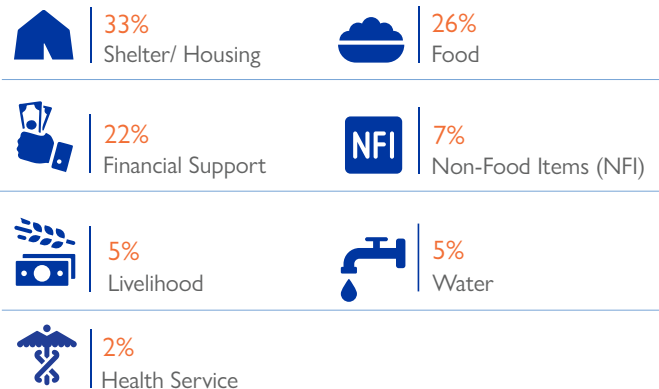 33%
Shelter/ Housing
26%
Food
22%
Financial Support
NFI
7%
Non-Food Items (NFI)
5%
Livelihood
5%
Water
2%
Health Service